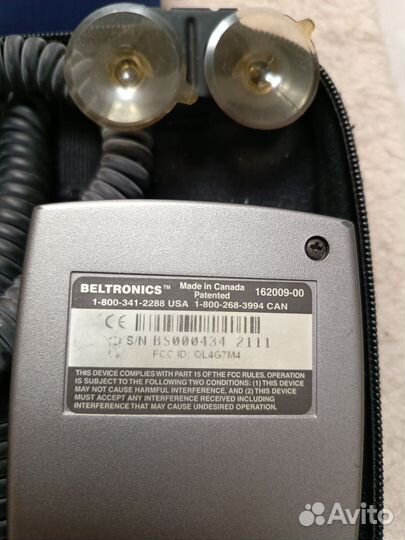 BELTRONICS™ Made in Canada 162009-00
Patented
1-800-341-2288 USA 1-800-268-3994 CAN
CE
S/N BS000434 2111
FCC ID: QL4G7M4
THIS DEVICE COMPLIES WITH PART 15 OF THE FCC RULES. OPERATION
IS SUBJECT TO THE FOLLOWING TWO CONDITIONS: (1) THIS DEVICE
MAY NOT CAUSE HARMFUL INTERFERENCE, AND (2) THIS DEVICE
MUST ACCEPT ANY INTERFERENCE RECEIVED INCLUDING
INTERFERENCE THAT MAY CAUSE UNDESIRED OPERATION.
Avito